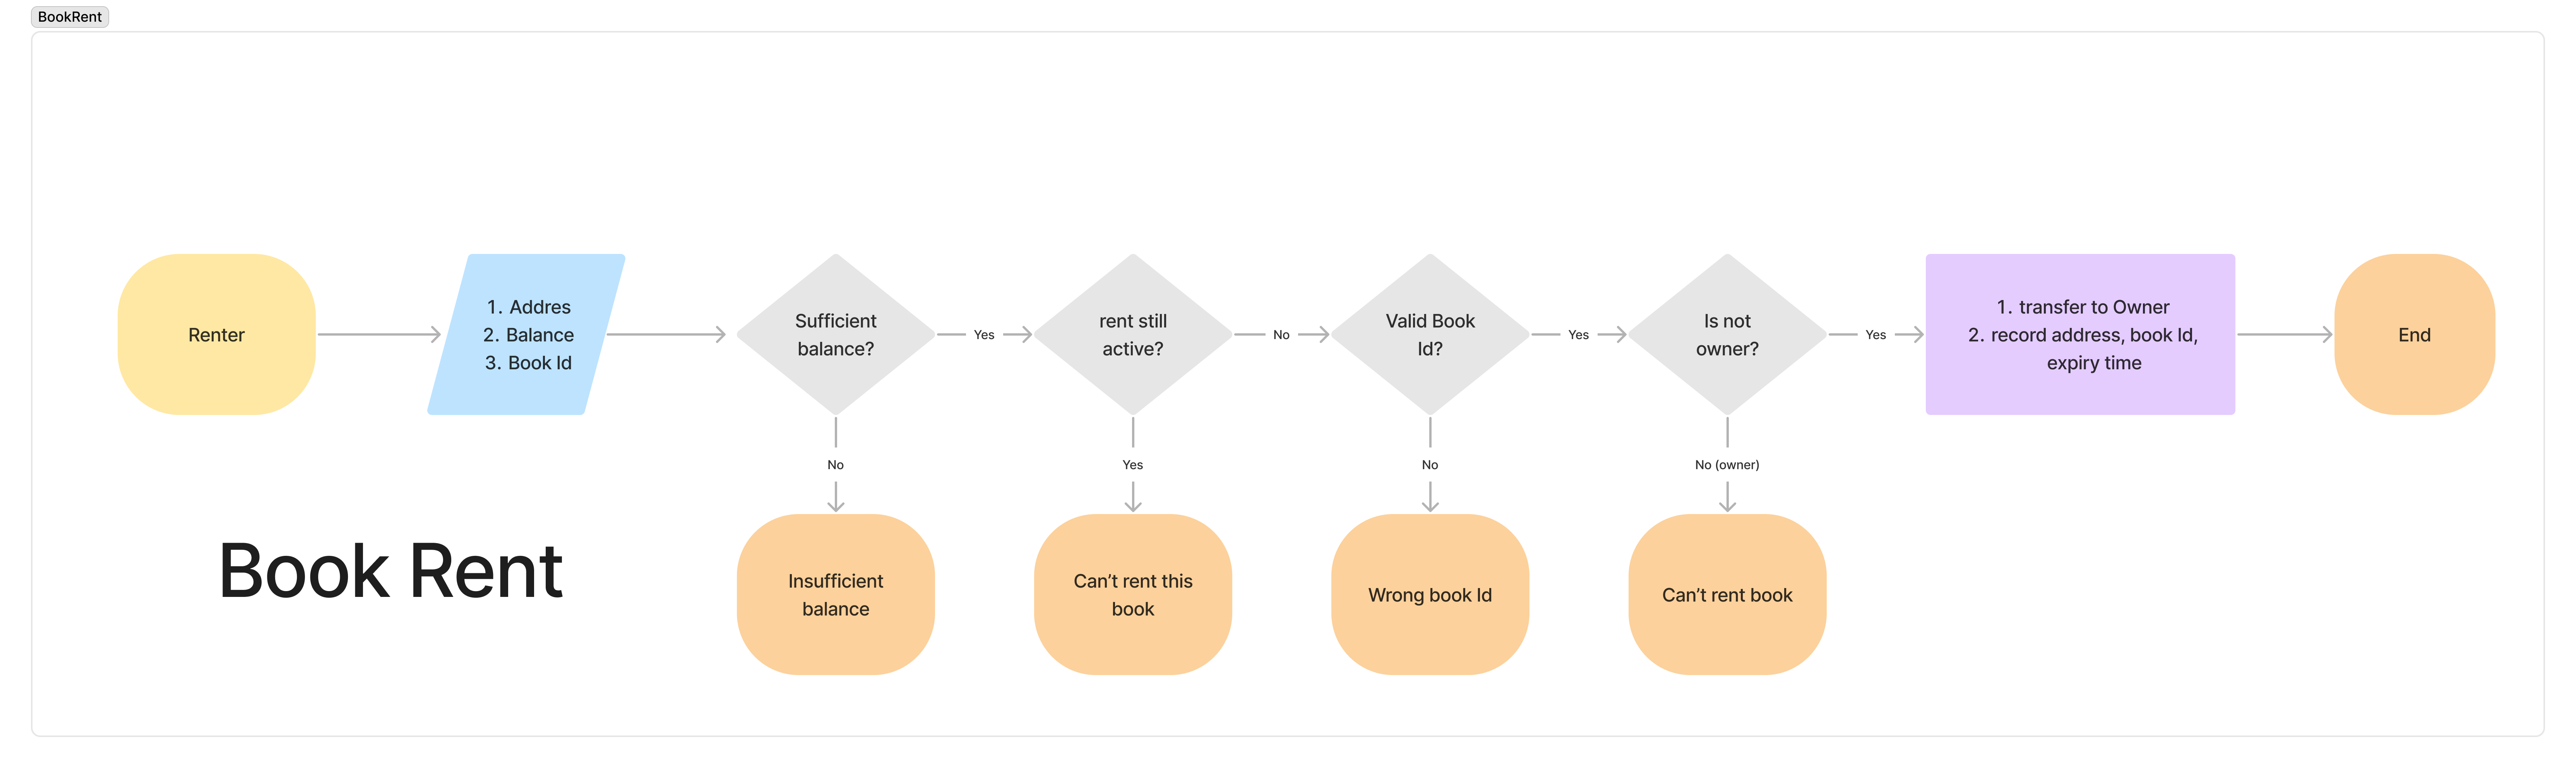 BookRent
Renter
1. Addres
2. Balance
3. Book Id
Sufficient
balance?
Yes
rent still
active?
No
Valid Book
Id?
Yes
Is not
owner?
Yes
1. transfer to Owner
2. record address, book Id,
expiry time
End
No
Yes
No
No (owner)
Book Rent
Insufficient
balance
Can’t rent this
book
Wrong book Id
Can’t rent book